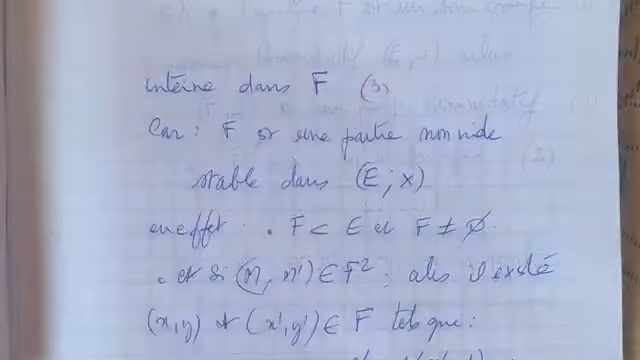 interne dans F (3)
Car : F est une partie non vide
stable dans (E ; x)
en effet : . F ⊂ E et F ≠ ∅.
. et si (M, M') ∈ F² : alors il existe
(x,y) et (x',y') ∈ F tels que :